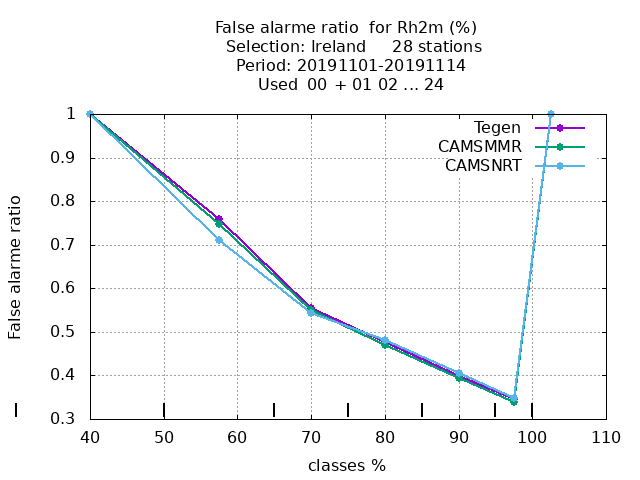 False alarme ratio  for Rh2m (%)
Selection: Ireland     28 stations
Period: 20191101-20191114
Used  00  + 01 02 ... 24
Tegen
CAMSMMR
CAMSNRT
False alarme ratio
1
0.9
0.8
0.7
0.6
0.5
0.4
0.3
40 50 60 70 80 90 100 110
classes %